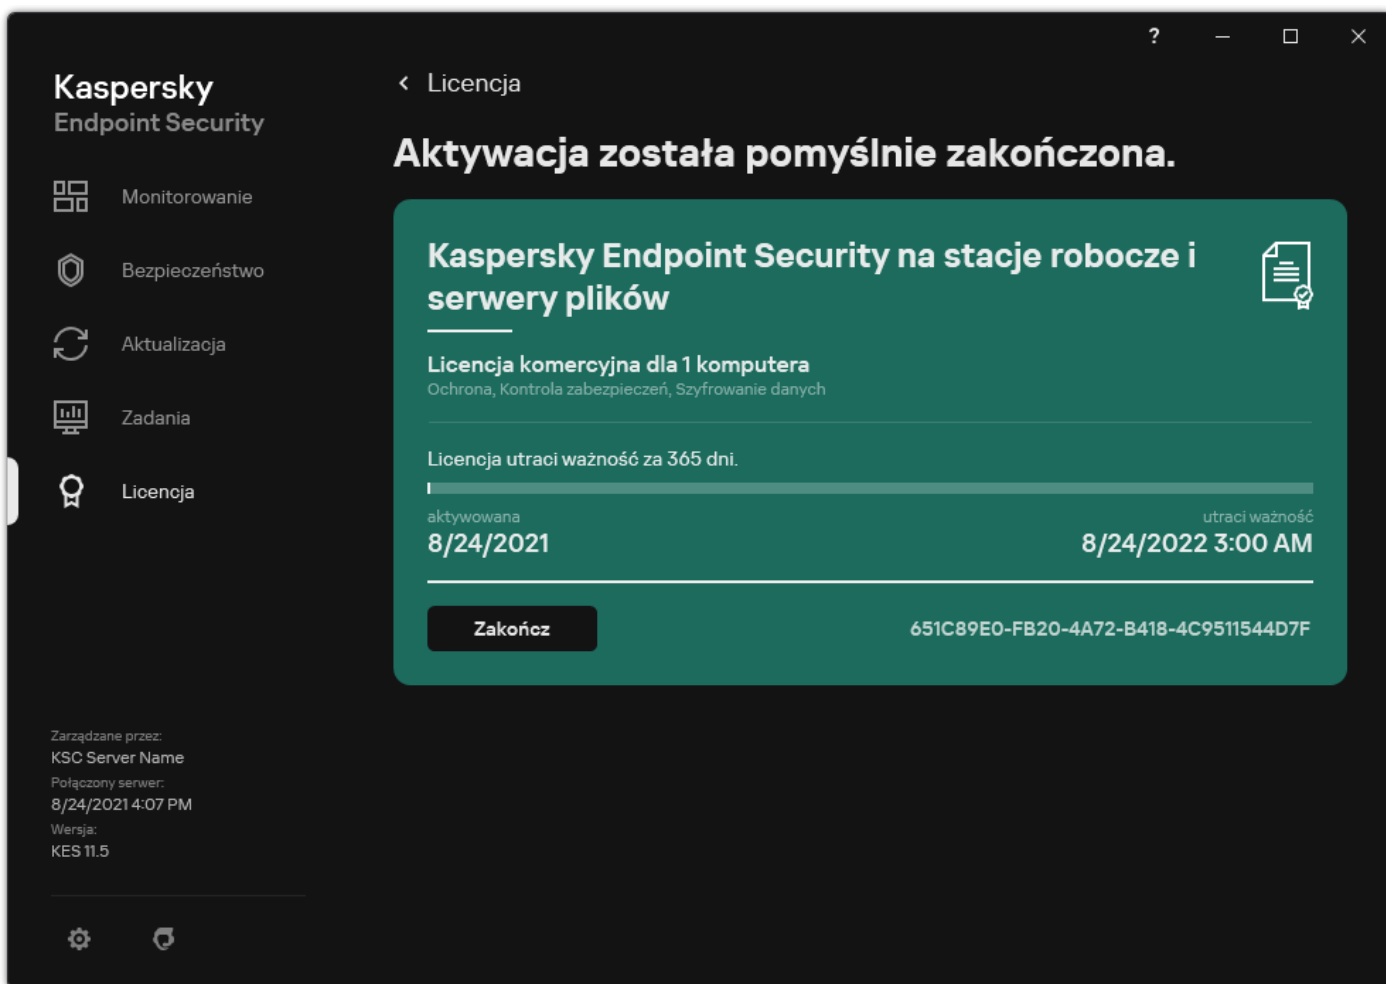 ?
Kaspersky
Endpoint Security
Monitorowanie
Bezpieczeństwo
Aktualizacja
Zadania
Licencja
Zarządzane przez:
KSC Server Name
Połączony serwer:
8/24/2021 4:07 PM
Wersja:
KES 11.5
Licencja
Aktywacja została pomyślnie zakończona.
Kaspersky Endpoint Security na stacje robocze i
serwery plików
Licencja komercyjna dla 1 komputera
Ochrona, Kontrola zabezpieczeń, Szyfrowanie danych
Licencja utraci ważność za 365 dni.
aktywowana utraci ważność
8/24/2021 8/24/2022 3:00 AM
Zakończ 651C89E0-FB20-4A72-B418-4C9511544D7F